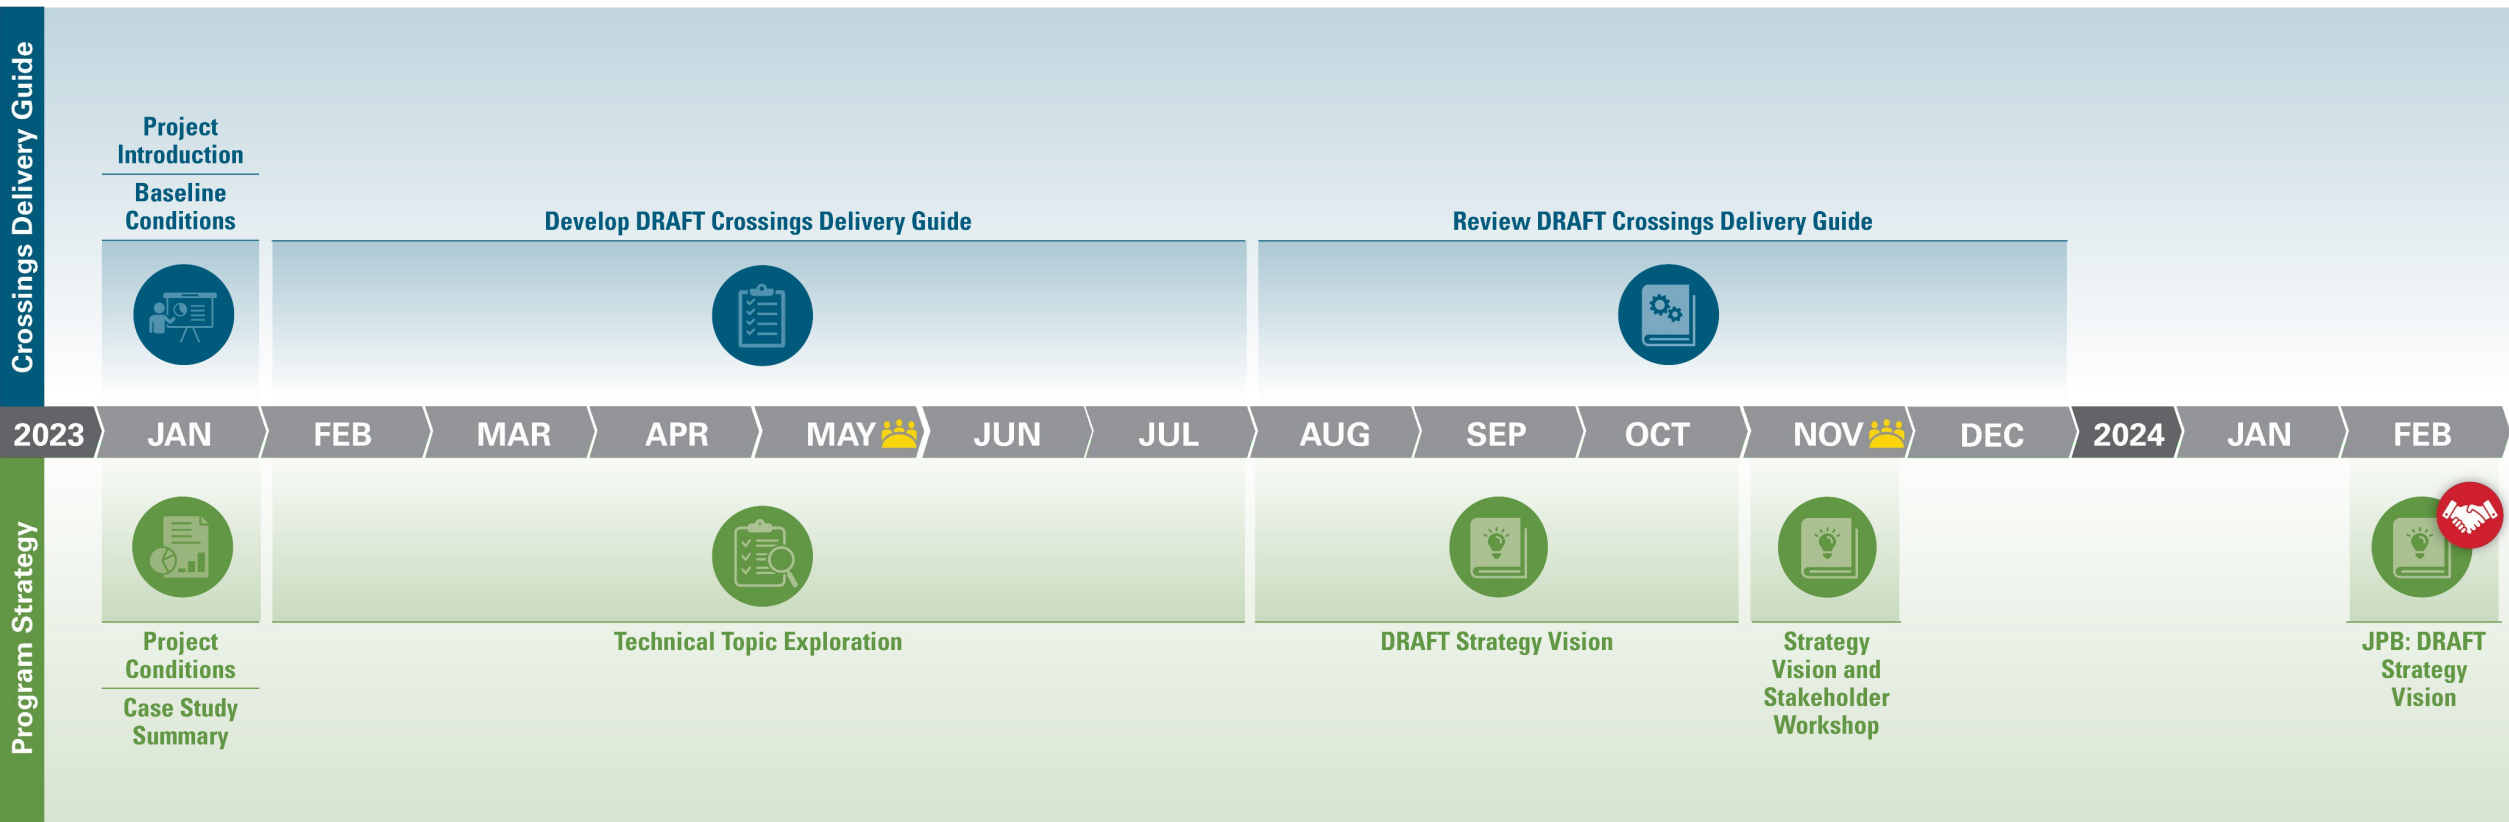 Crossings Delivery Guide
Project
Introduction
Baseline
Conditions
Develop DRAFT Crossings Delivery Guide
Review DRAFT Crossings Delivery Guide
2023
JAN
FEB
MAR
APR
MAY
JUN
JUL
AUG
SEP
OCT
NOV
DEC
2024
JAN
FEB
Program Strategy
Project
Conditions
Case Study
Summary
Technical Topic Exploration
DRAFT Strategy Vision
Strategy
Vision and
Stakeholder
Workshop
JPB: DRAFT
Strategy
Vision